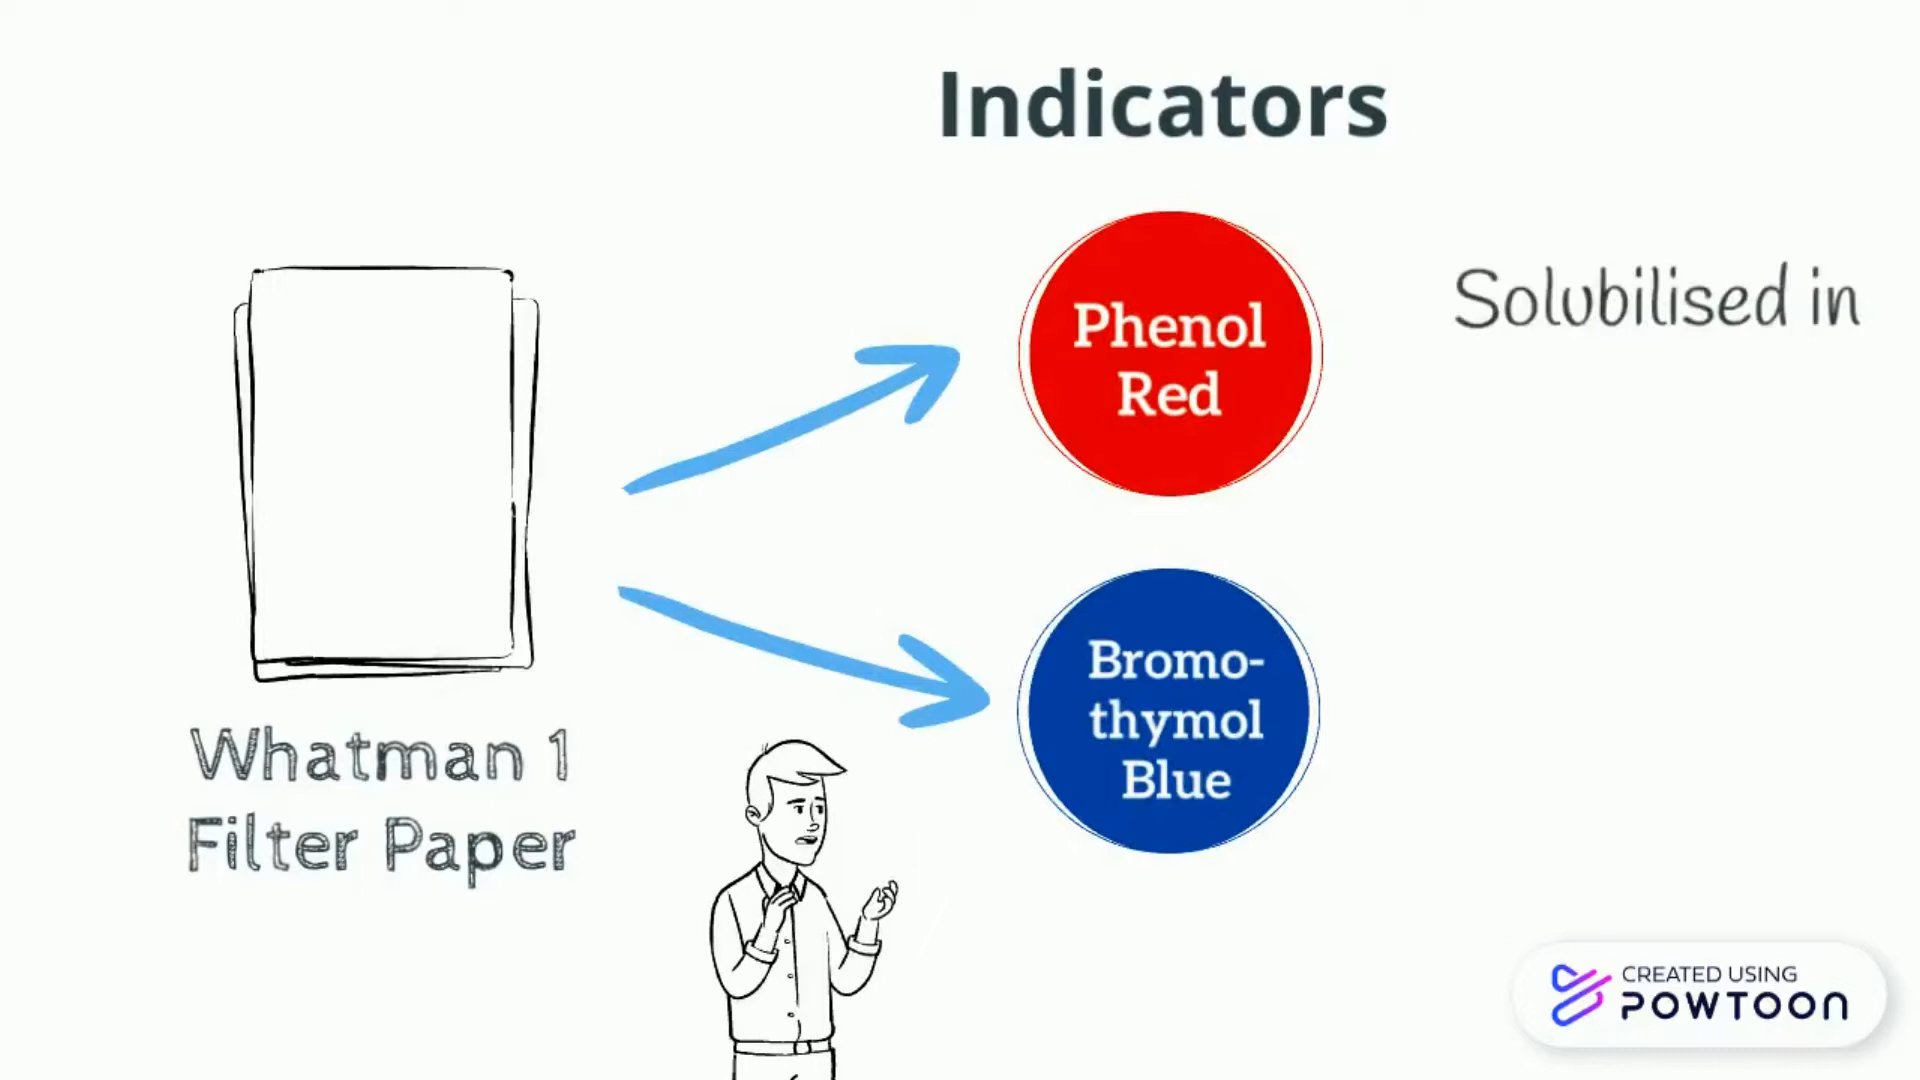 Indicators
Phenol
Red
Solubilised in
Bromo-
thymol
Blue
Whatman 1
Filter Paper
CREATED USING
POWTOON